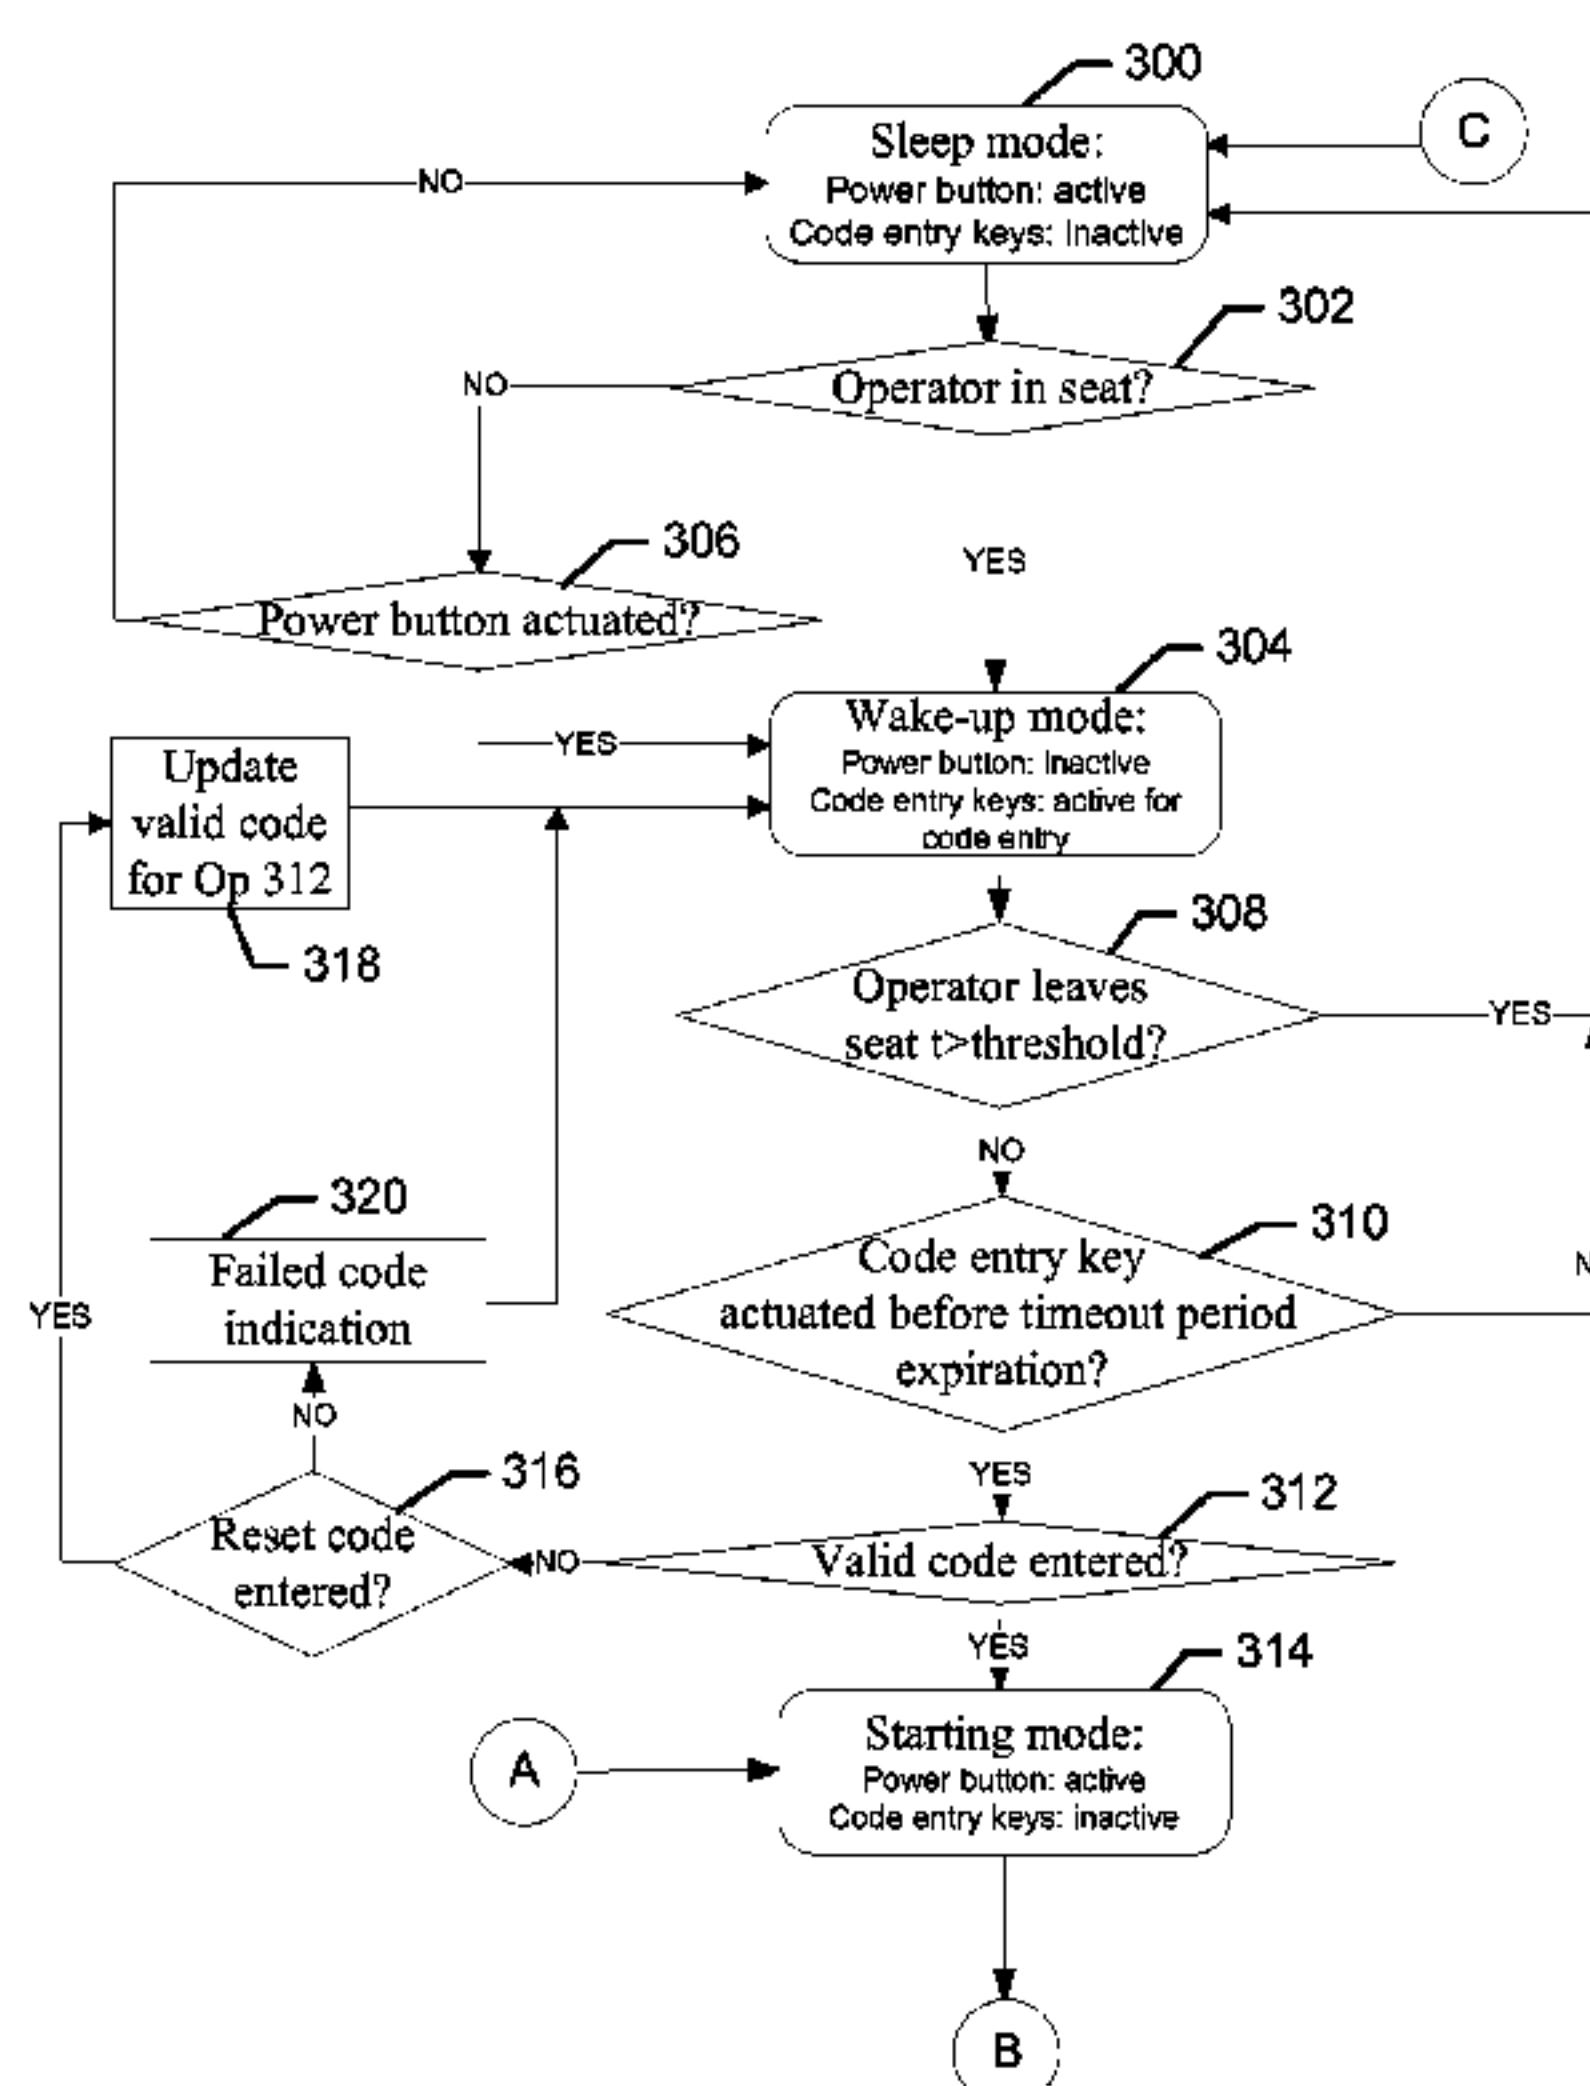 300
Sleep mode:
Power button: active
Code entry keys: Inactive
C
NO
302
Operator in seat?
NO
306
Power button actuated?
YES
304
Wake-up mode:
Power button: Inactive
Code entry keys: active for
code entry
YES
Update
valid code
for Op 312
318
308
Operator leaves
seat t>threshold?
YES
NO
320
Failed code
indication
310
Code entry key
actuated before timeout period
expiration?
YES
NO
316
Reset code
entered?
YES
312
Valid code entered?
NO
YES
314
Starting mode:
Power button: active
Code entry keys: inactive
A
B